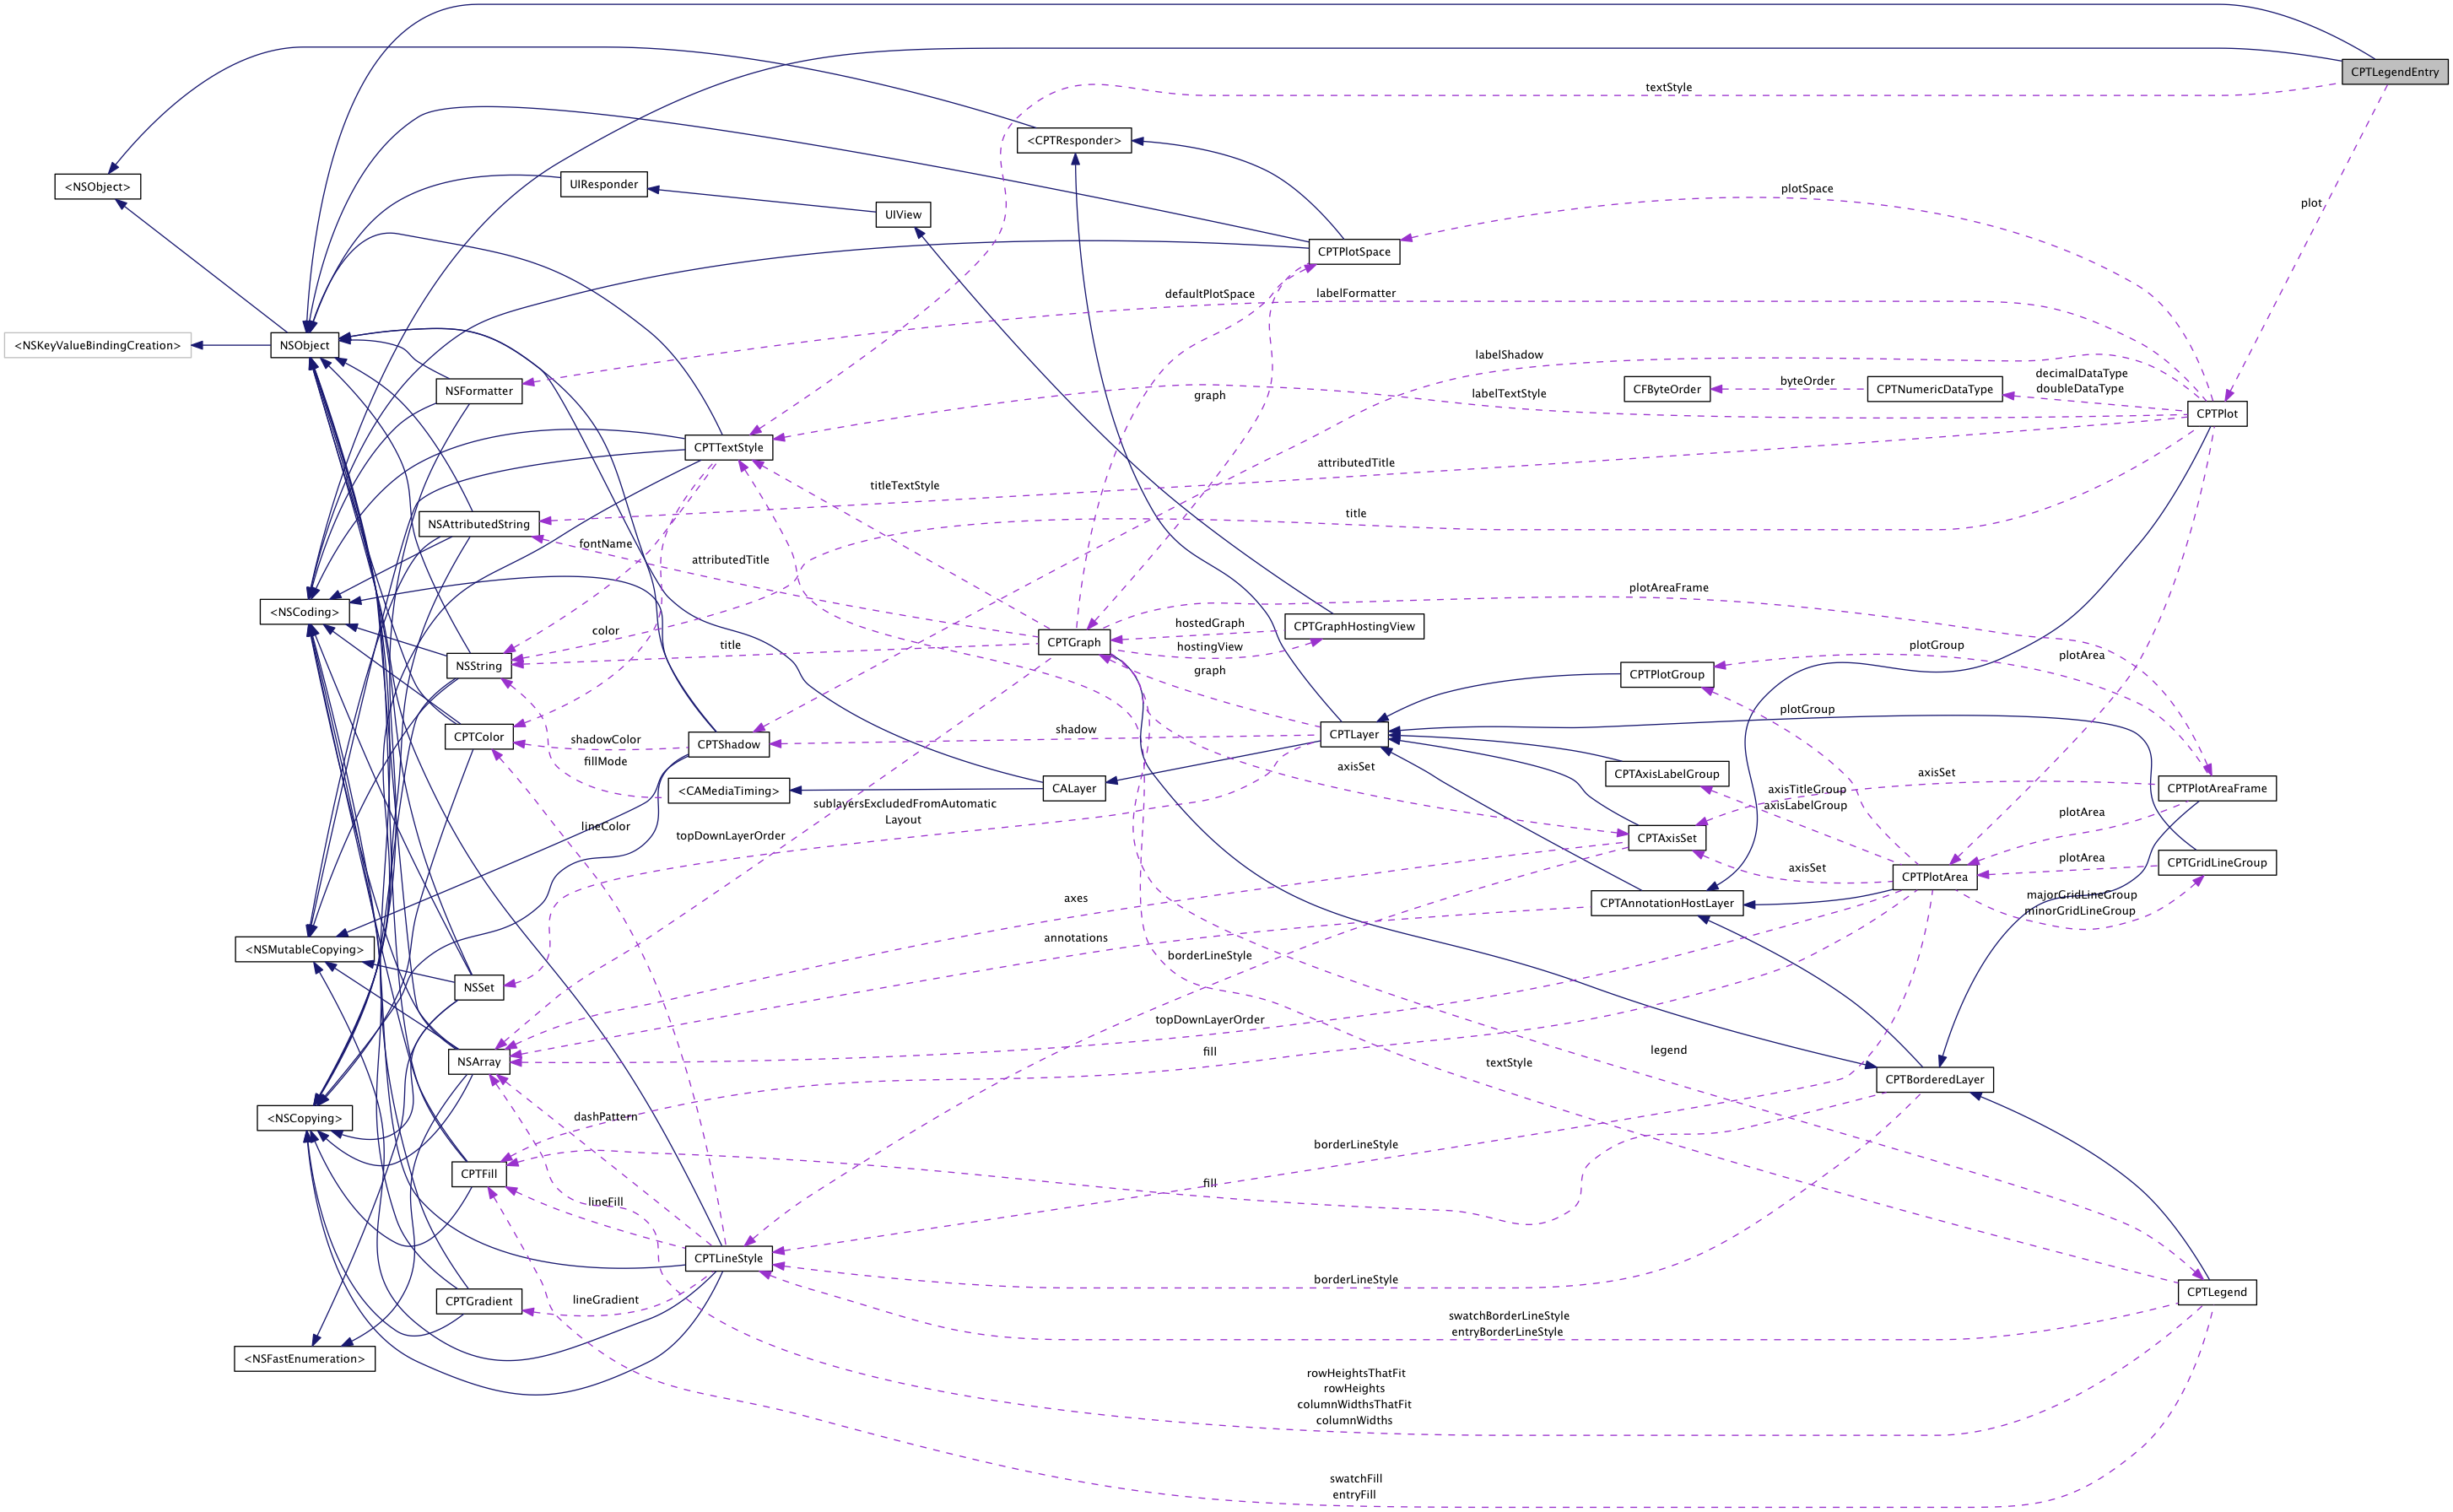 CPTLegendEntry
textStyle
<CPTResponder>
<NSObject>
UIResponder
plotSpace
plot
UIView
CPTPlotSpace
defaultPlotSpace
labelFormatter
<NSKeyValueBindingCreation>
NSObject
labelShadow
decimalDataType
byteOrder
CFByteOrder
CPTNumericDataType
doubleDataType
NSFormatter
graph
labelTextStyle
CPTPlot
CPTTextStyle
attributedTitle
titleTextStyle
title
NSAttributedString
fontName
attributedTitle
plotAreaFrame
<NSCoding>
hostedGraph
CPTGraphHostingView
color
CPTGraph
title
hostingView
plotGroup
plotArea
NSString
graph
CPTPlotGroup
plotGroup
shadow
CPTColor
shadowColor
CPTShadow
CPTLayer
fillMode
axisSet
CPTAxisLabelGroup
axisSet
<CAMediaTiming>
CALayer
axisTitleGroup
CPTPlotAreaFrame
sublayersExcludedFromAutomatic
axisLabelGroup
Layout
lineColor
topDownLayerOrder
CPTAxisSet
plotArea
plotArea
CPTGridLineGroup
axisSet
CPTPlotArea
axes
majorGridLineGroup
CPTAnnotationHostLayer
minorGridLineGroup
annotations
<NSMutableCopying>
borderLineStyle
NSSet
topDownLayerOrder
legend
fill
NSArray
textStyle
CPTBorderedLayer
<NSCopying>
dashPattern
borderLineStyle
CPTFill
fill
lineFill
CPTLineStyle
borderLineStyle
CPTLegend
CPTGradient
lineGradient
swatchBorderLineStyle
entryBorderLineStyle
<NSFastEnumeration>
rowHeightsThatFit
rowHeights
columnWidthsThatFit
columnWidths
swatchFill
entryFill